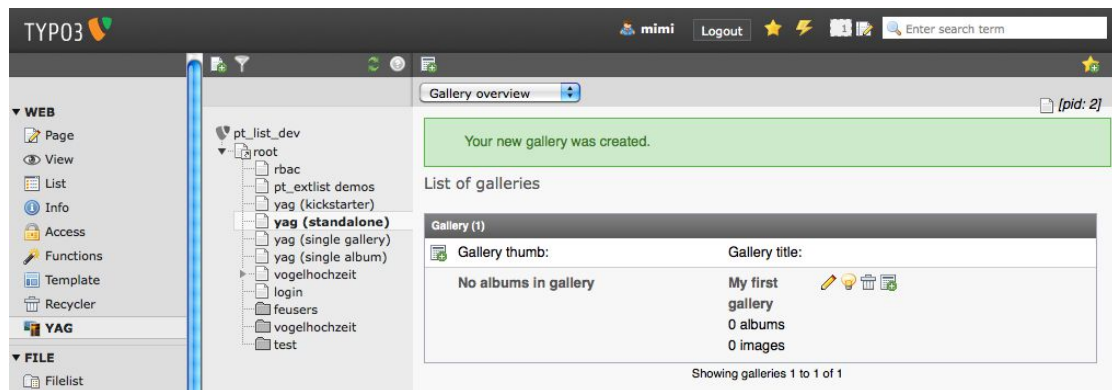 TYPO3
mimi
Logout
1
Enter search term
Gallery overview
[pid: 2]
WEB
Page
View
List
Info
Access
Functions
Template
Recycler
YAG
FILE
Filelist
pt_list_dev
root
rbac
pt_extlist demos
yag (kickstarter)
yag (standalone)
yag (single gallery)
yag (single album)
vogelhochzeit
login
feusers
vogelhochzeit
test
Your new gallery was created.
List of galleries
Gallery (1)
Gallery thumb: Gallery title:
No albums in gallery My first
gallery
0 albums
0 images
Showing galleries 1 to 1 of 1